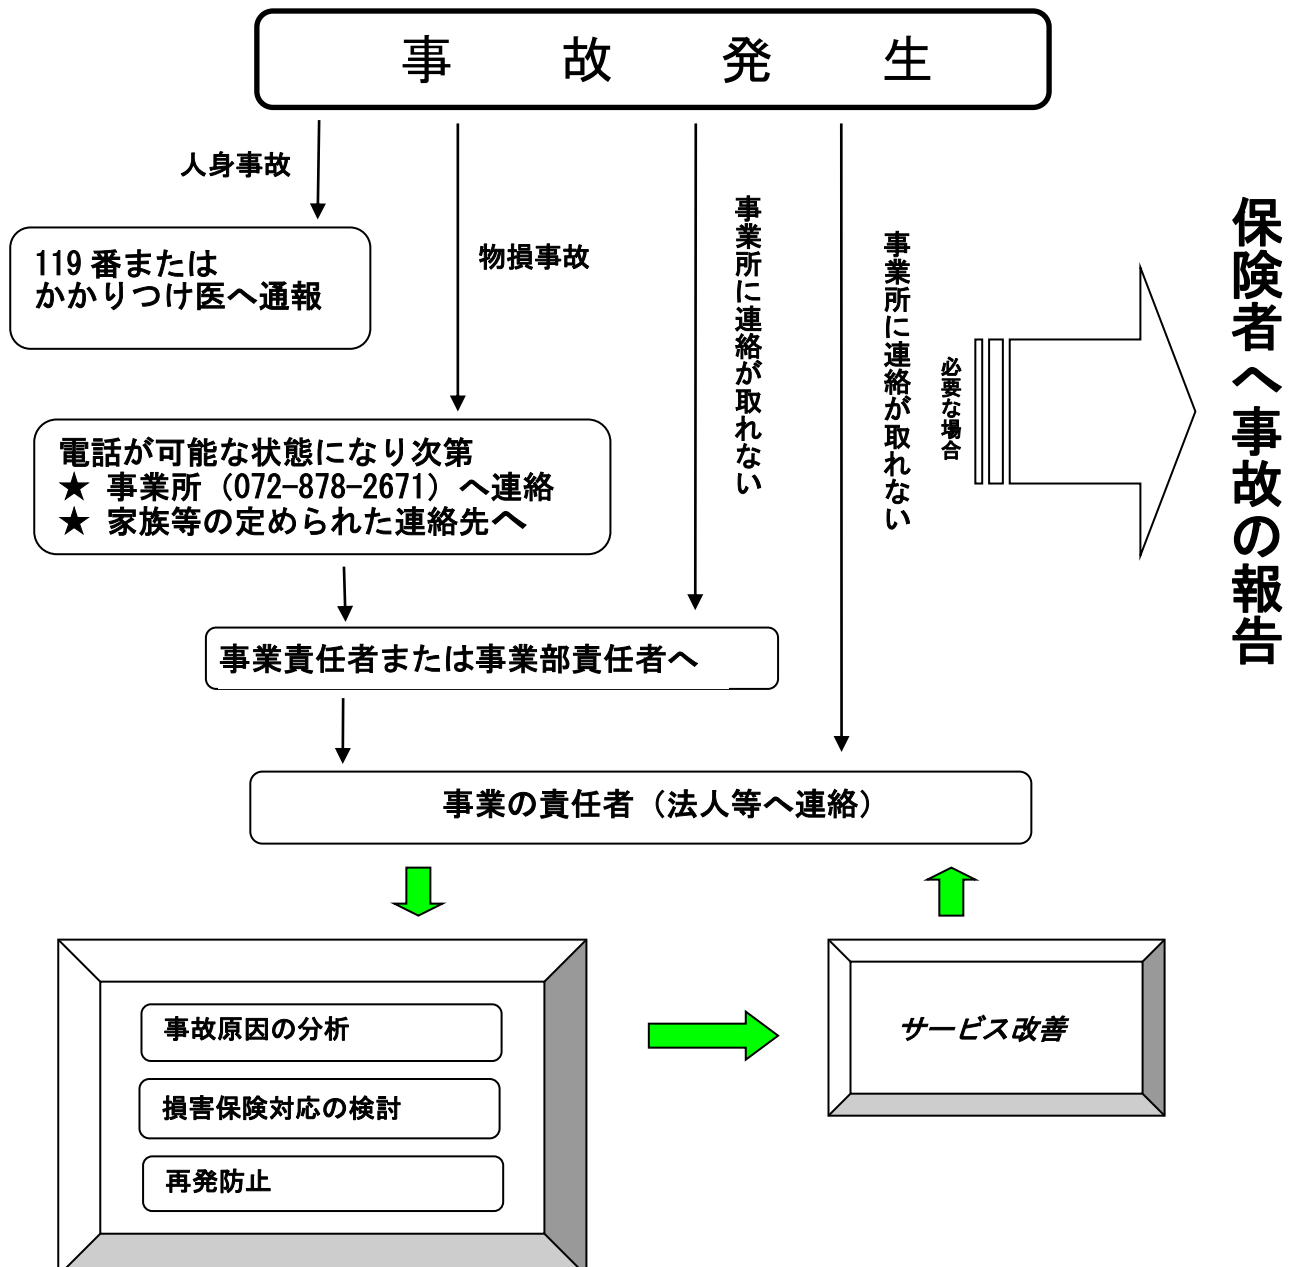 事　故　発　生
人身事故
119番または
かかりつけ医へ通報
物損事故
事業所に連絡が取れない
事業所に連絡が取れない
必要な場合
保険者へ事故の報告
電話が可能な状態になり次第
★ 事業所（072-878-2671）へ連絡
★ 家族等の定められた連絡先へ
事業責任者または事業部責任者へ
事業の責任者（法人等へ連絡）
事故原因の分析
損害保険対応の検討
再発防止
サービス改善